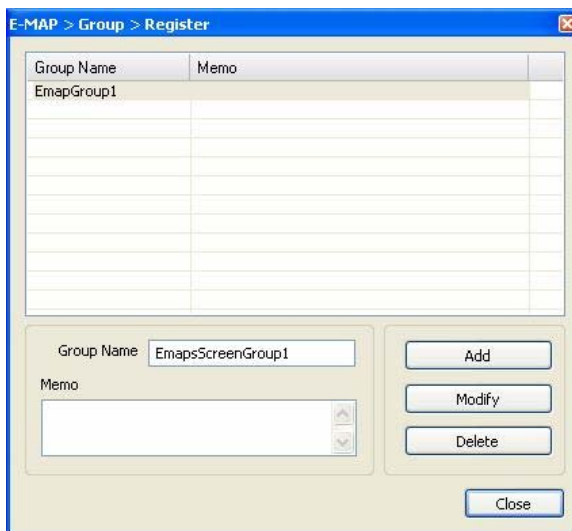 E-MAP > Group > Register
Group Name Memo
EmapGroup1
Group Name EmapsScreenGroup1
Memo
Add
Modify
Delete
Close